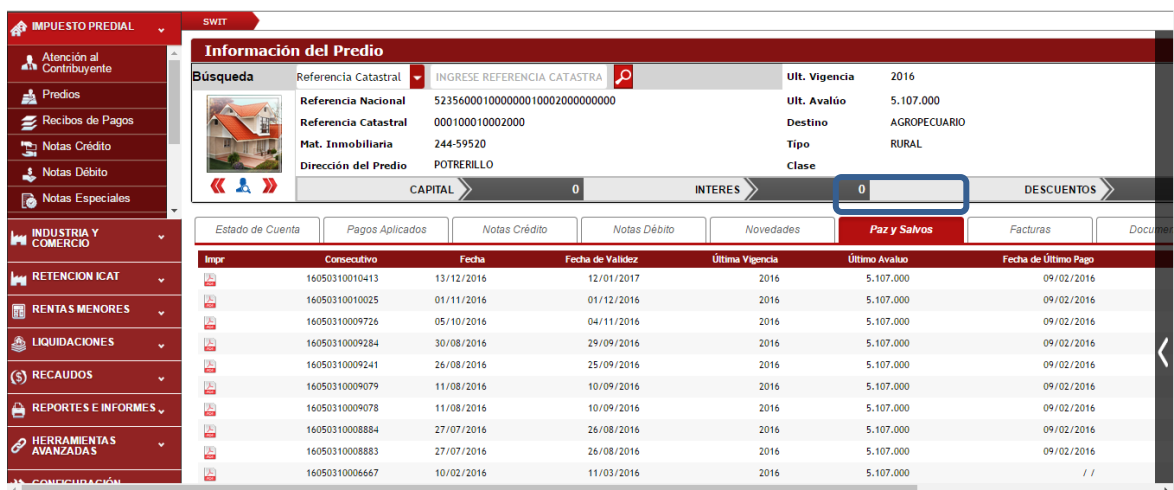 IMPUESTO PREDIAL
Atención al
Contribuyente
Predios
Recibos de Pagos
Notas Crédito
Notas Débito
Notas Especiales
INDUSTRIA Y
COMERCIO
RETENCION ICAT
RENTAS MENORES
LIQUIDACIONES
RECAUDOS
REPORTES E INFORMES
HERRAMIENTAS
AVANZADAS
CONFIGURACIÓN
SWIT
Información del Predio
Búsqueda Referencia Catastral INGRESE REFERENCIA CATASTRA Ult. Vigencia 2016
Referencia Nacional 523560001000000010002000000000 Ult. Avalúo 5.107.000
Referencia Catastral 000100010002000 Destino AGROPECUARIO
Mat. Inmobiliaria 244-59520 Tipo RURAL
Dirección del Predio POTRERILLO Clase
CAPITAL 0 INTERES 0 DESCUENTOS
Estado de Cuenta Pagos Aplicados Notas Crédito Notas Débito Novedades Paz y Salvos Facturas
Impr Consecutivo Fecha Fecha de Validez Última Vigencia Último Avaluo Fecha de Último Pago
16050310010413 13/12/2016 12/01/2017 2016 5.107.000 09/02/2016
16050310010025 01/11/2016 01/12/2016 2016 5.107.000 09/02/2016
16050310009726 05/10/2016 04/11/2016 2016 5.107.000 09/02/2016
16050310009284 30/08/2016 29/09/2016 2016 5.107.000 09/02/2016
16050310009241 26/08/2016 25/09/2016 2016 5.107.000 09/02/2016
16050310009079 11/08/2016 10/09/2016 2016 5.107.000 09/02/2016
16050310009078 11/08/2016 10/09/2016 2016 5.107.000 09/02/2016
16050310008884 27/07/2016 26/08/2016 2016 5.107.000 09/02/2016
16050310008883 27/07/2016 26/08/2016 2016 5.107.000 09/02/2016
16050310006667 10/02/2016 11/03/2016 2016 5.107.000 / /